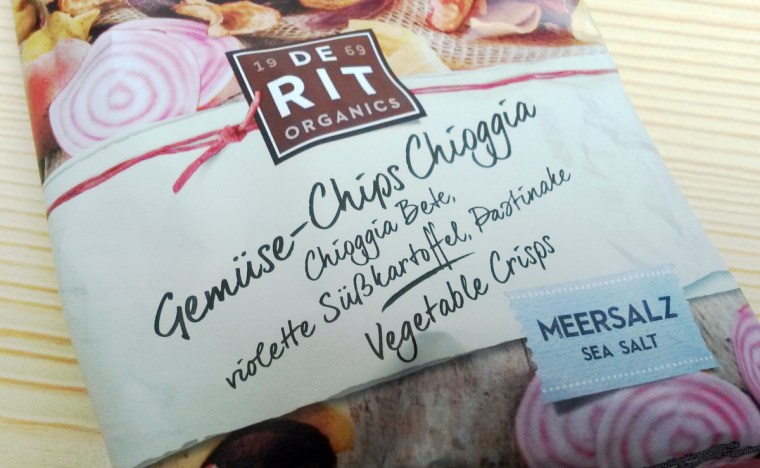 19 DE 69
RIT
ORGANICS
Gemüse-Chips Chioggia
Chioggia Bete,
violette Süßkartoffel, Pastinake
Vegetable Crisps
MEERSALZ
SEA SALT